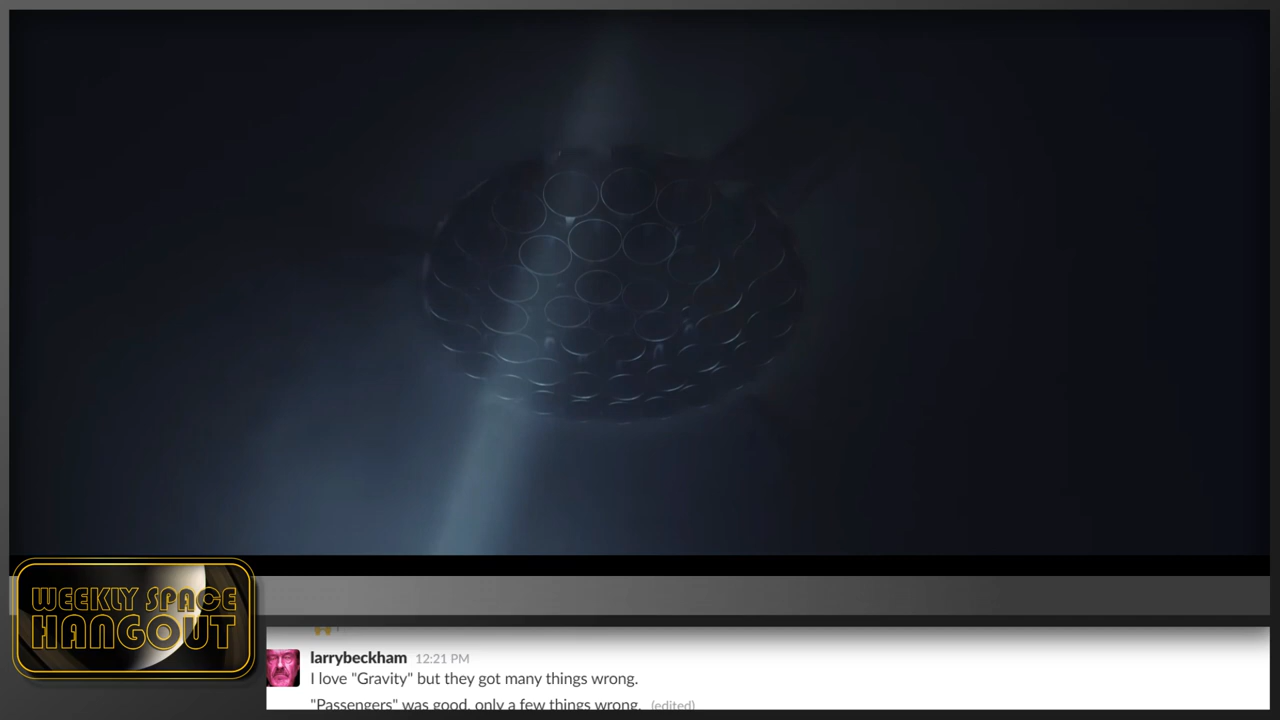 WEEKLY SPACE
HANGOUT
larrybeckham 12:21 PM
I love "Gravity" but they got many things wrong.
"Passengers" was good, only a few things wrong. (edited)